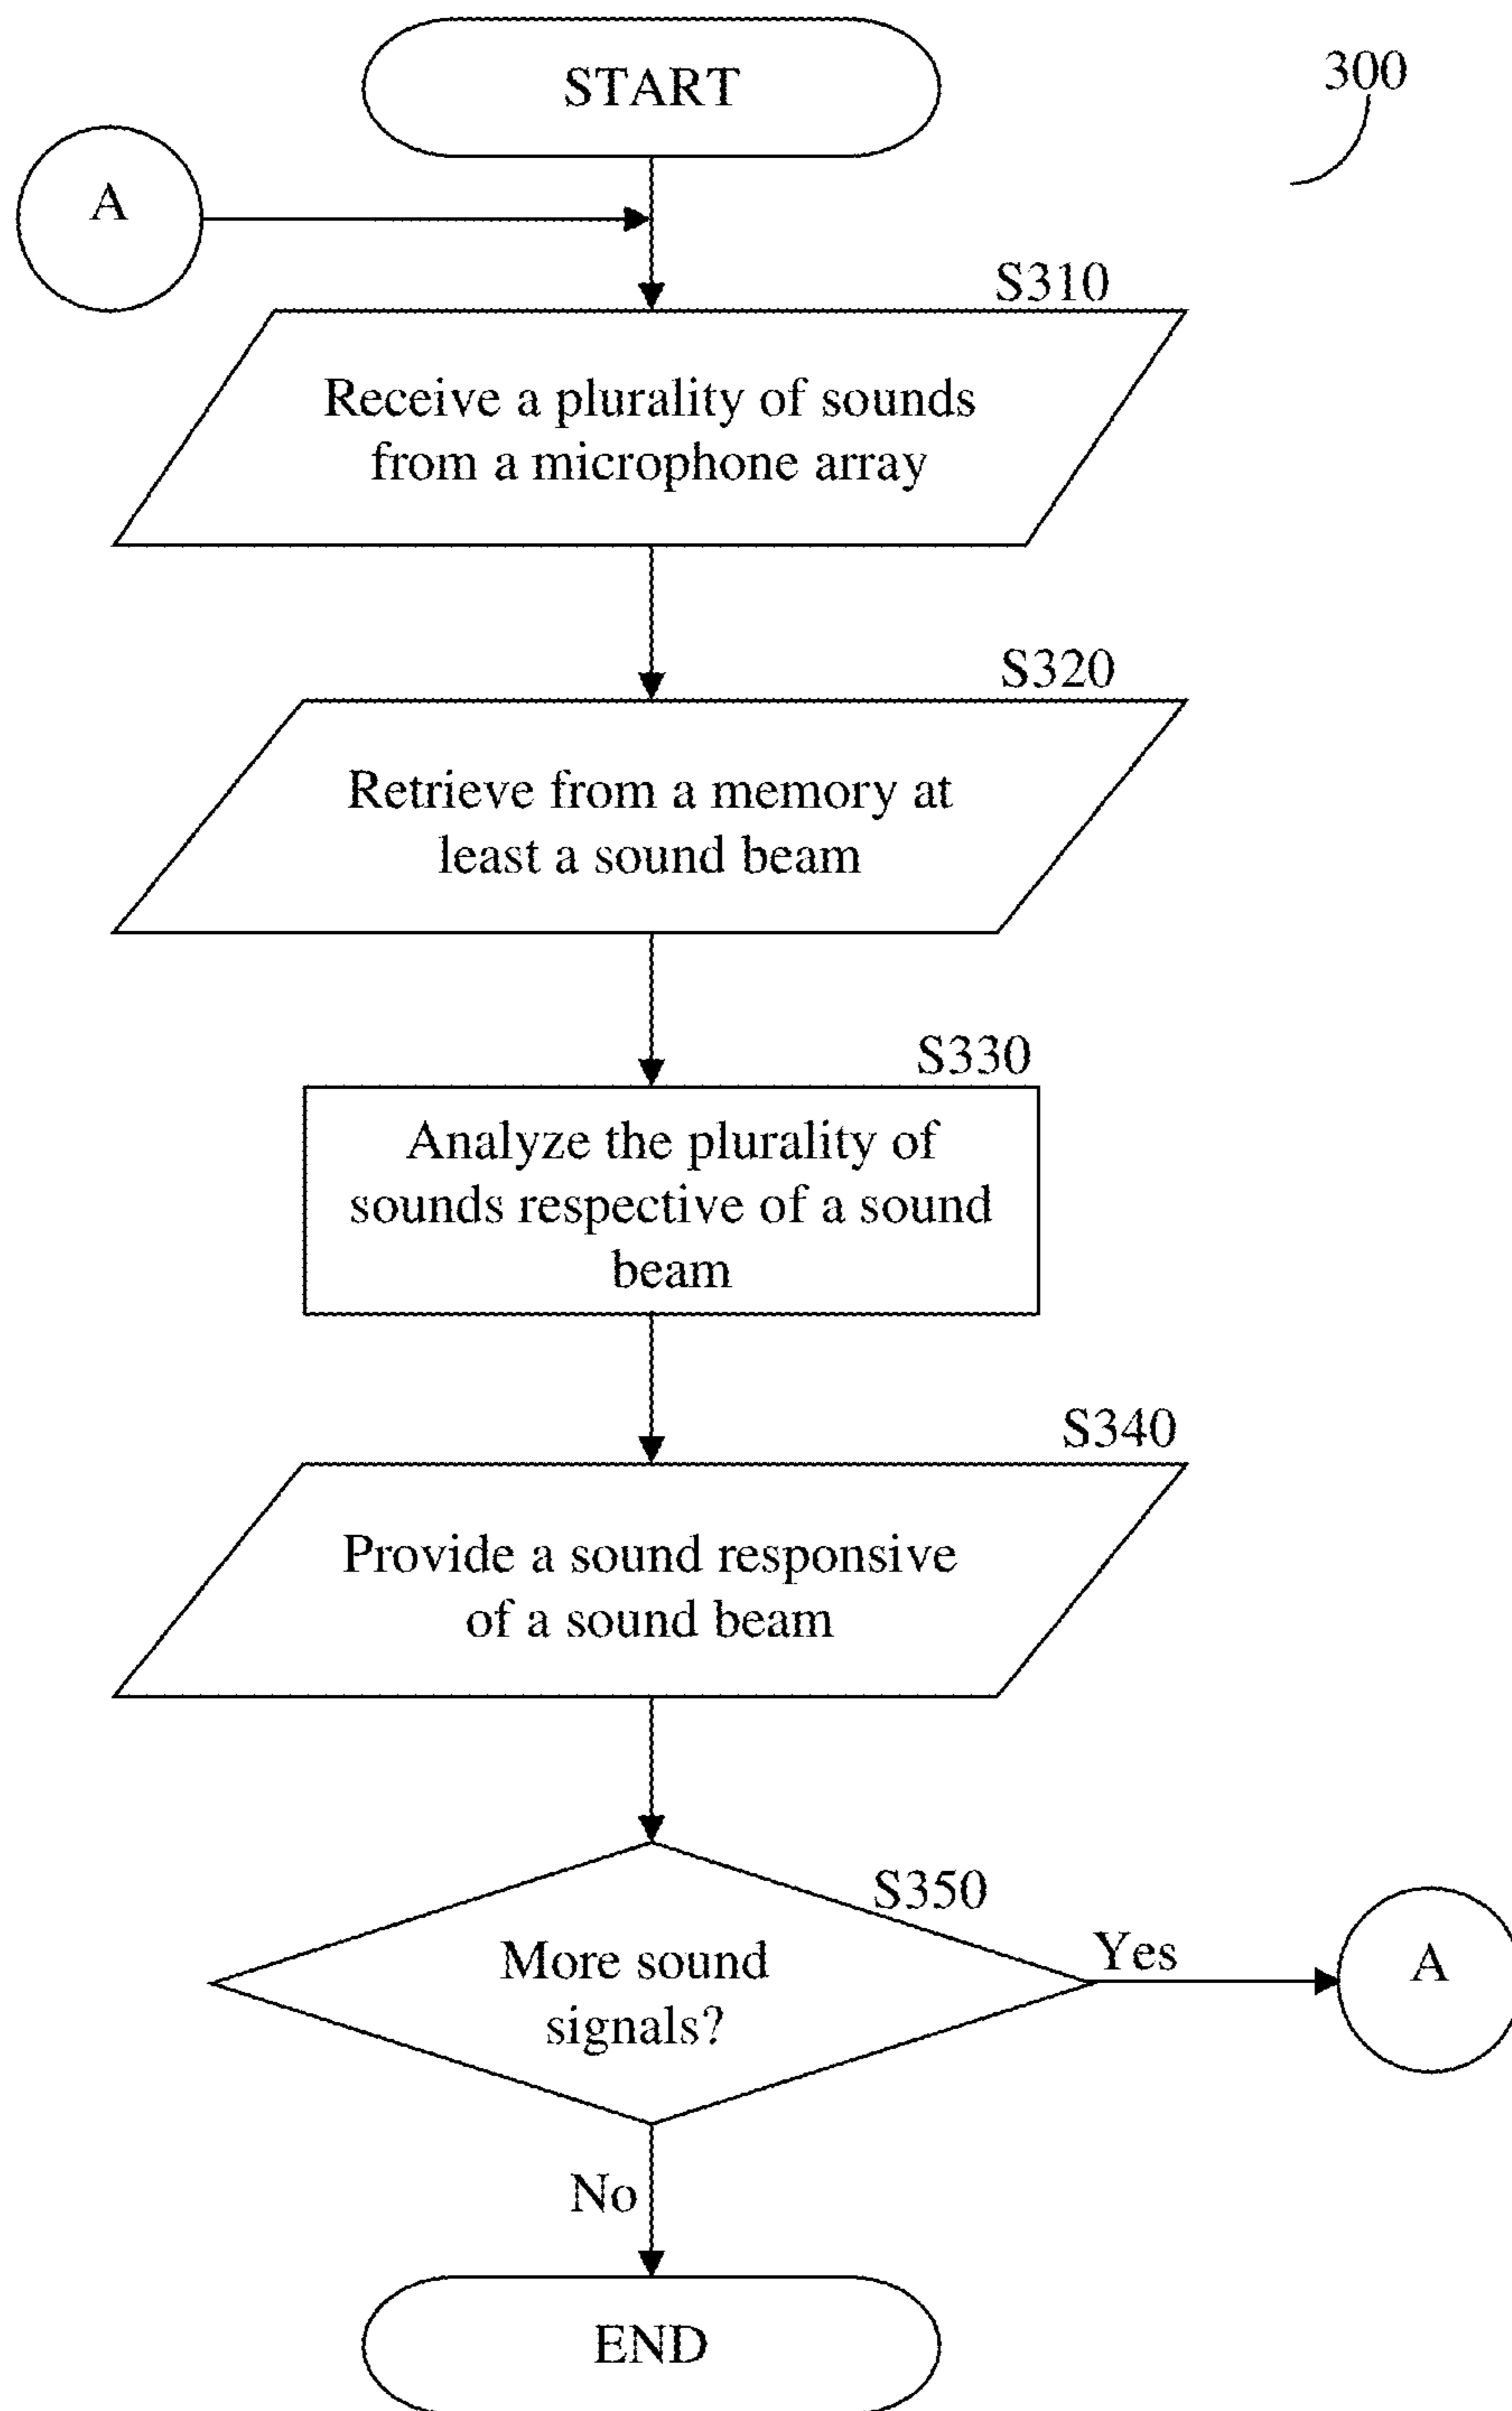 START
300
A
S310
Receive a plurality of sounds
from a microphone array
S320
Retrieve from a memory at
least a sound beam
S330
Analyze the plurality of
sounds respective of a sound
beam
S340
Provide a sound responsive
of a sound beam
S350
More sound
signals?
Yes
A
No
END